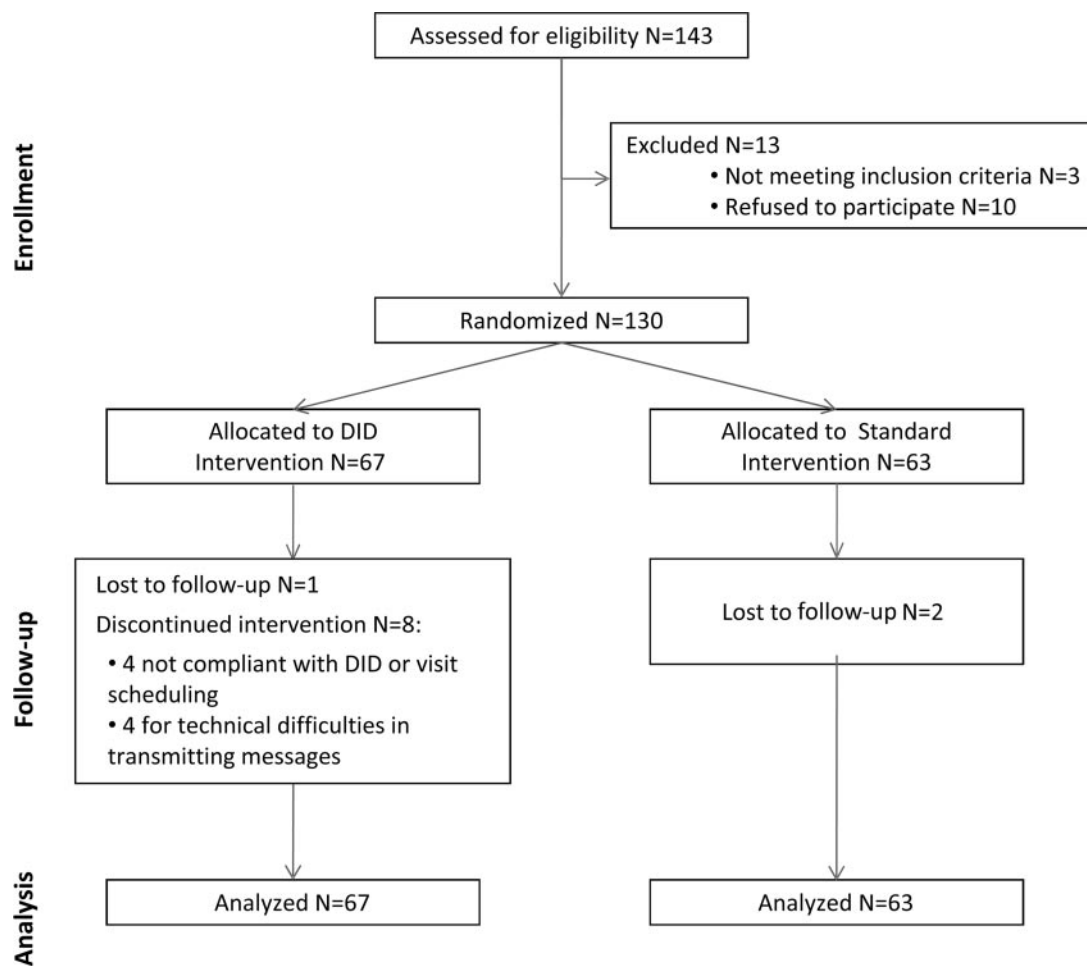 Assessed for eligibility N=143
Enrollment
Excluded N=13
• Not meeting inclusion criteria N=3
• Refused to participate N=10
Randomized N=130
Allocated to DID
Intervention N=67
Allocated to Standard
Intervention N=63
Follow-up
Lost to follow-up N=1
Discontinued intervention N=8:
• 4 not compliant with DID or visit
scheduling
• 4 for technical difficulties in
transmitting messages
Lost to follow-up N=2
Analysis
Analyzed N=67
Analyzed N=63